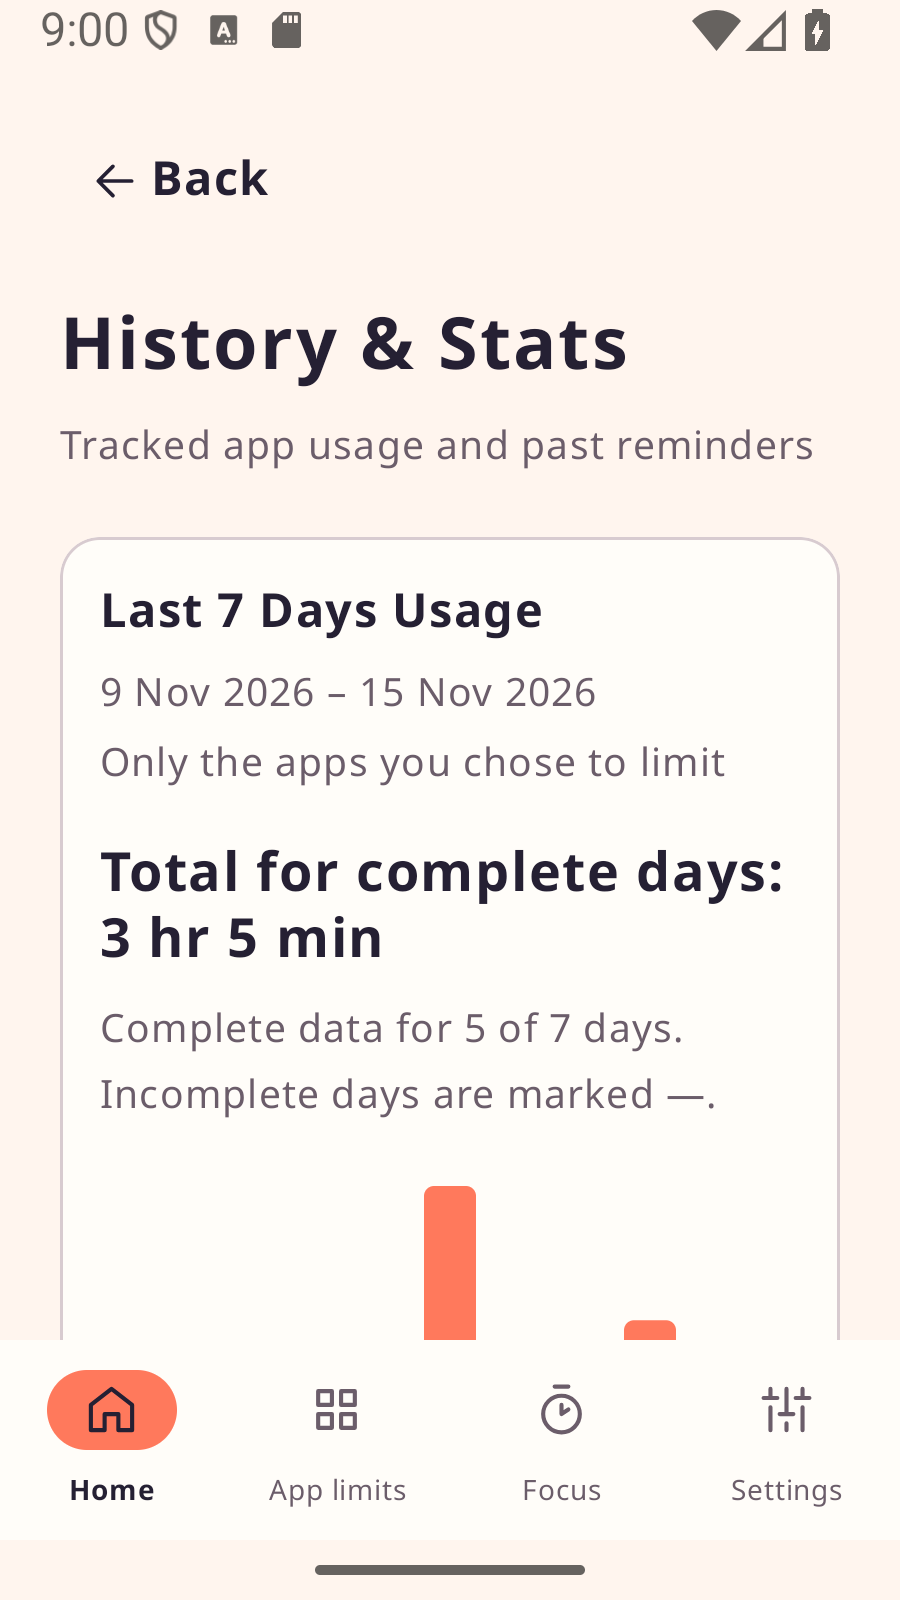 9:00
Back
History & Stats
Tracked app usage and past reminders
Last 7 Days Usage
9 Nov 2026 – 15 Nov 2026
Only the apps you chose to limit
Total for complete days:
3 hr 5 min
Complete data for 5 of 7 days.
Incomplete days are marked —.
Home
App limits
Focus
Settings